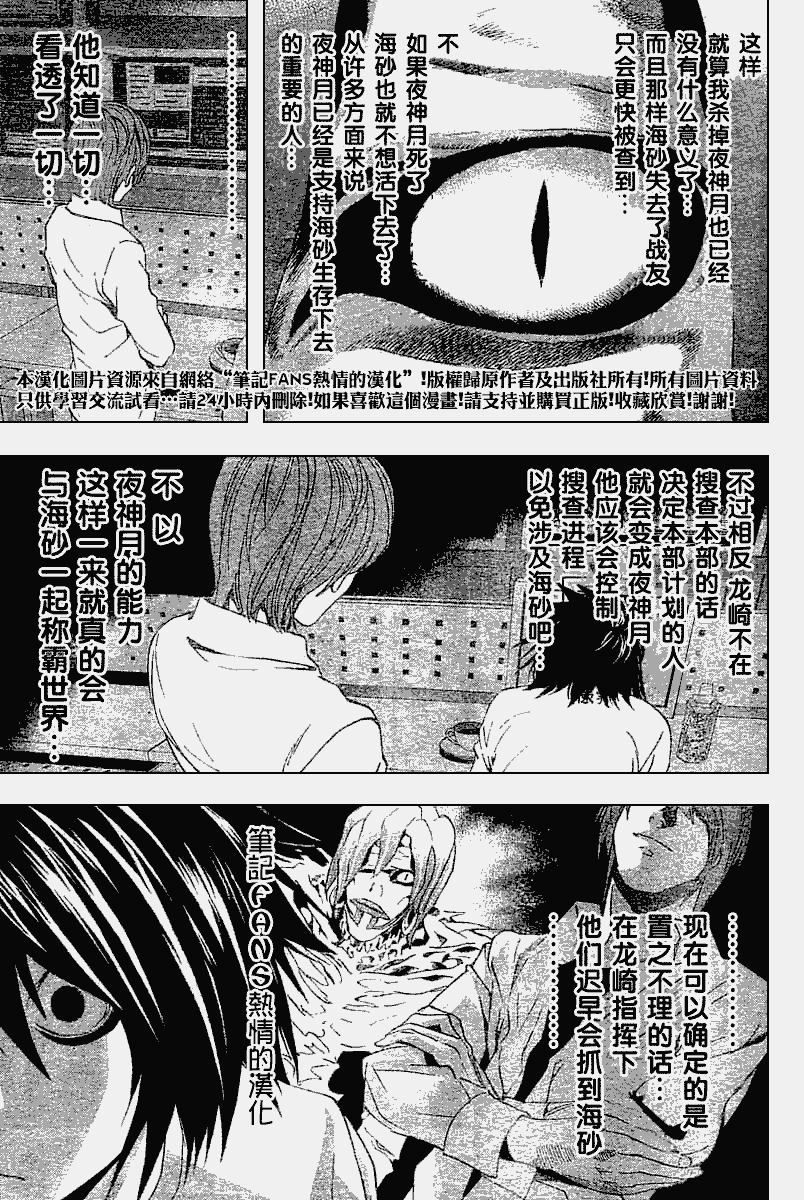 这样
就算我杀掉夜神月也已经
没有什么意义了…
而且那样海砂失去了战友
只会更快被查到…
不
如果夜神月死了
海砂也就不想活下去了…
从许多方面来说
夜神月已经是支持海砂生存下去
的重要的人…
………………
他知道一切…
看透了一切…
本漢化圖片資源來自網絡“筆記FANS熱情的漢化”!版權歸原作者及出版社所有!所有圖片資料
只供學習交流試看…請24小時內刪除!如果喜歡這個漫畫!請支持並購買正版!收藏欣賞!謝謝!
不过相反龙崎不在
搜查本部的话
决定本部计划的人
就会变成夜神月
他应该会控制
搜查进程
以免涉及海砂吧…
不 以
夜神月的能力
这样一来就真的会
与海砂一起称霸世界…
………………
现在可以确定的是
置之不理的话…
在龙崎指挥下
他们迟早会抓到海砂
………………
筆記FANS熱情的漢化